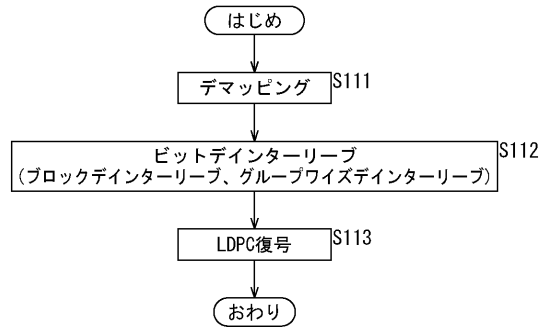 はじめ
デマッピング
S111
ビットデインターリーブ
(ブロックデインターリーブ、グループワイズデインターリーブ)
S112
LDPC復号
S113
おわり